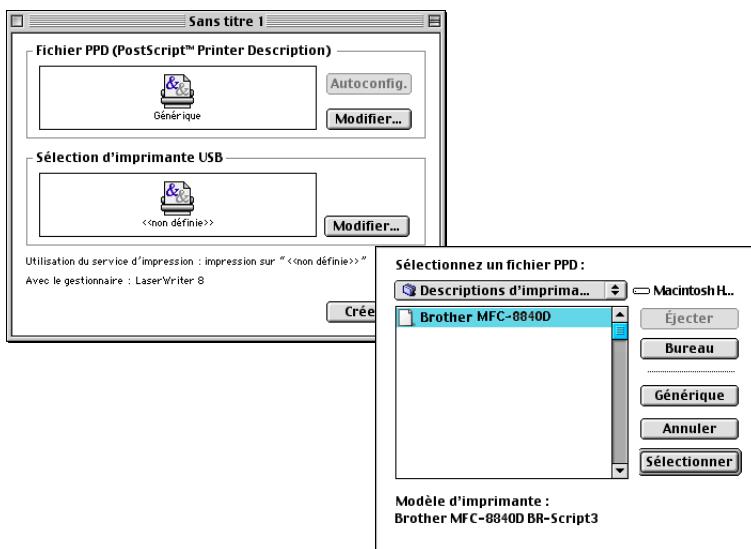 Sans titre 1
Fichier PPD (PostScript™ Printer Description)
Générique
Autoconfig.
Modifier...
Sélection d'imprimante USB
<<non définie>>
Modifier...
Utilisation du service d'impression : impression sur "<<non définie>>"
Avec le gestionnaire : LaserWriter 8
Crée
Sélectionnez un fichier PPD :
Descriptions d'imprima...
Macintosh H...
Brother MFC-8840D
Éjecter
Bureau
Générique
Annuler
Sélectionner
Modèle d'imprimante :
Brother MFC-8840D BR-Script3